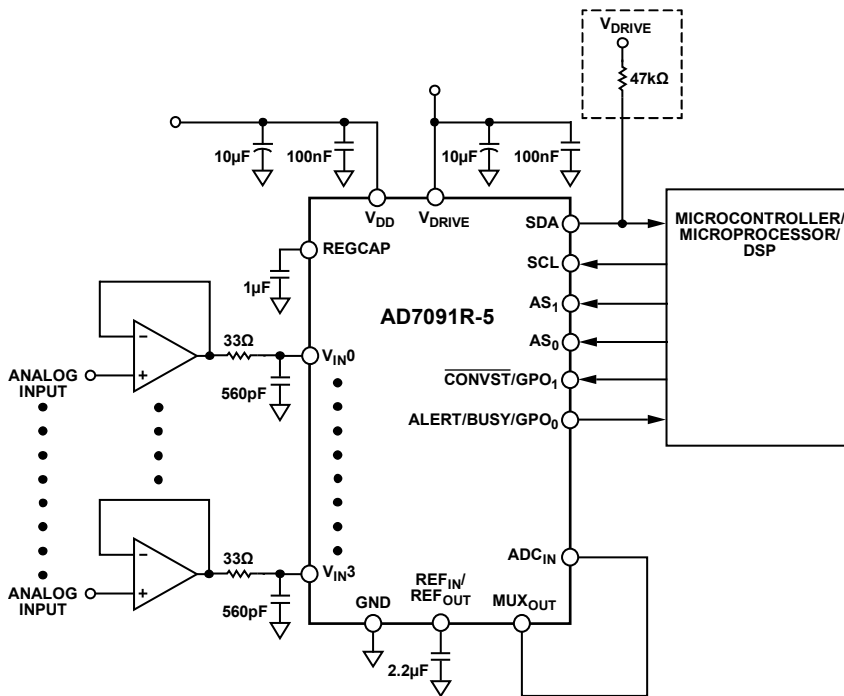 VDRIVE
47kΩ
10µF
100nF
10µF
100nF
VDD
VDRIVE
REGCAP
1µF
SDA
SCL
AS1
AS0
CONVST/GPO1
ALERT/BUSY/GPO0
MICROCONTROLLER/
MICROPROCESSOR/
DSP
AD7091R-5
33Ω
VIN0
560pF
ANALOG
INPUT
33Ω
VIN3
560pF
ANALOG
INPUT
GND
REFIN/
REFOUT
MUXOUT
ADCIN
2.2µF